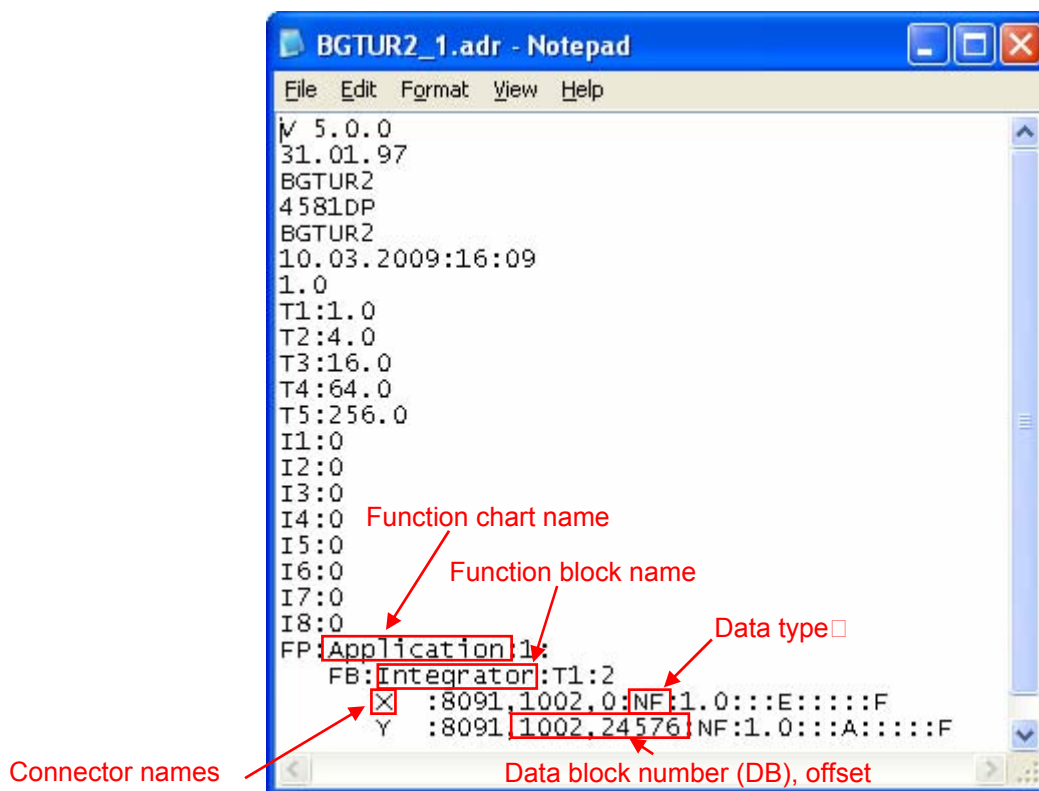 BGTUR2_1.adr - Notepad
File Edit Format View Help
V 5.0.0
31.01.97
BGTUR2
4581DP
BGTUR2
10.03.2009:16:09
1.0
T1:1.0
T2:4.0
T3:16.0
T4:64.0
T5:256.0
I1:0
I2:0
I3:0
I4:0
Function chart name
I5:0
I6:0
Function block name
I7:0
I8:0
Data type□
FP:Application:1:
FB:Integrator:T1:2
X :8091,1002,0:NF:1.0:::E:::::F
Y :8091,1002,24576:NF:1.0:::A:::::F
Connector names
Data block number (DB), offset